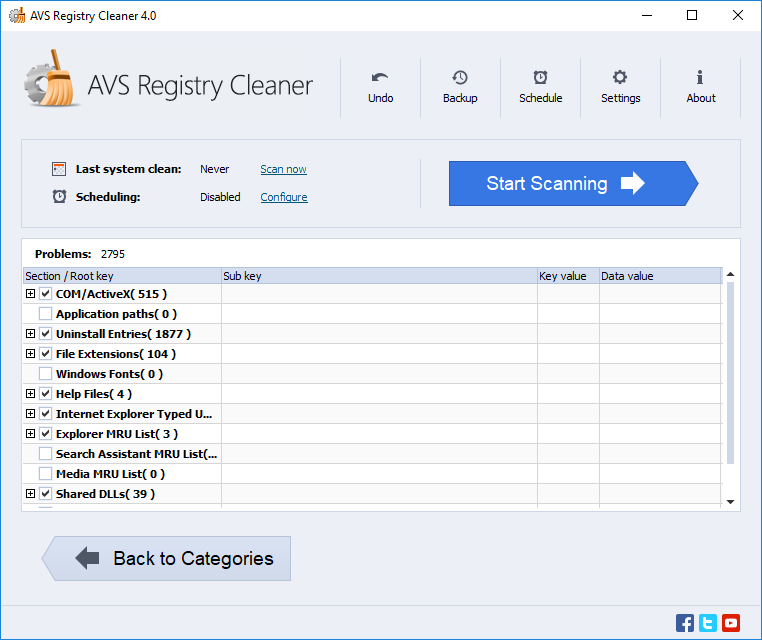 AVS Registry Cleaner 4.0
AVS Registry Cleaner
Undo
Backup
Schedule
Settings
About
Last system clean: Never Scan now
Scheduling: Disabled Configure
Start Scanning
Problems: 2795
Section / Root key Sub key Key value Data value
COM/ActiveX( 515 )
Application paths( 0 )
Uninstall Entries( 1877 )
File Extensions( 104 )
Windows Fonts( 0 )
Help Files( 4 )
Internet Explorer Typed U...
Explorer MRU List( 3 )
Search Assistant MRU List(...
Media MRU List( 0 )
Shared DLLs( 39 )
Back to Categories